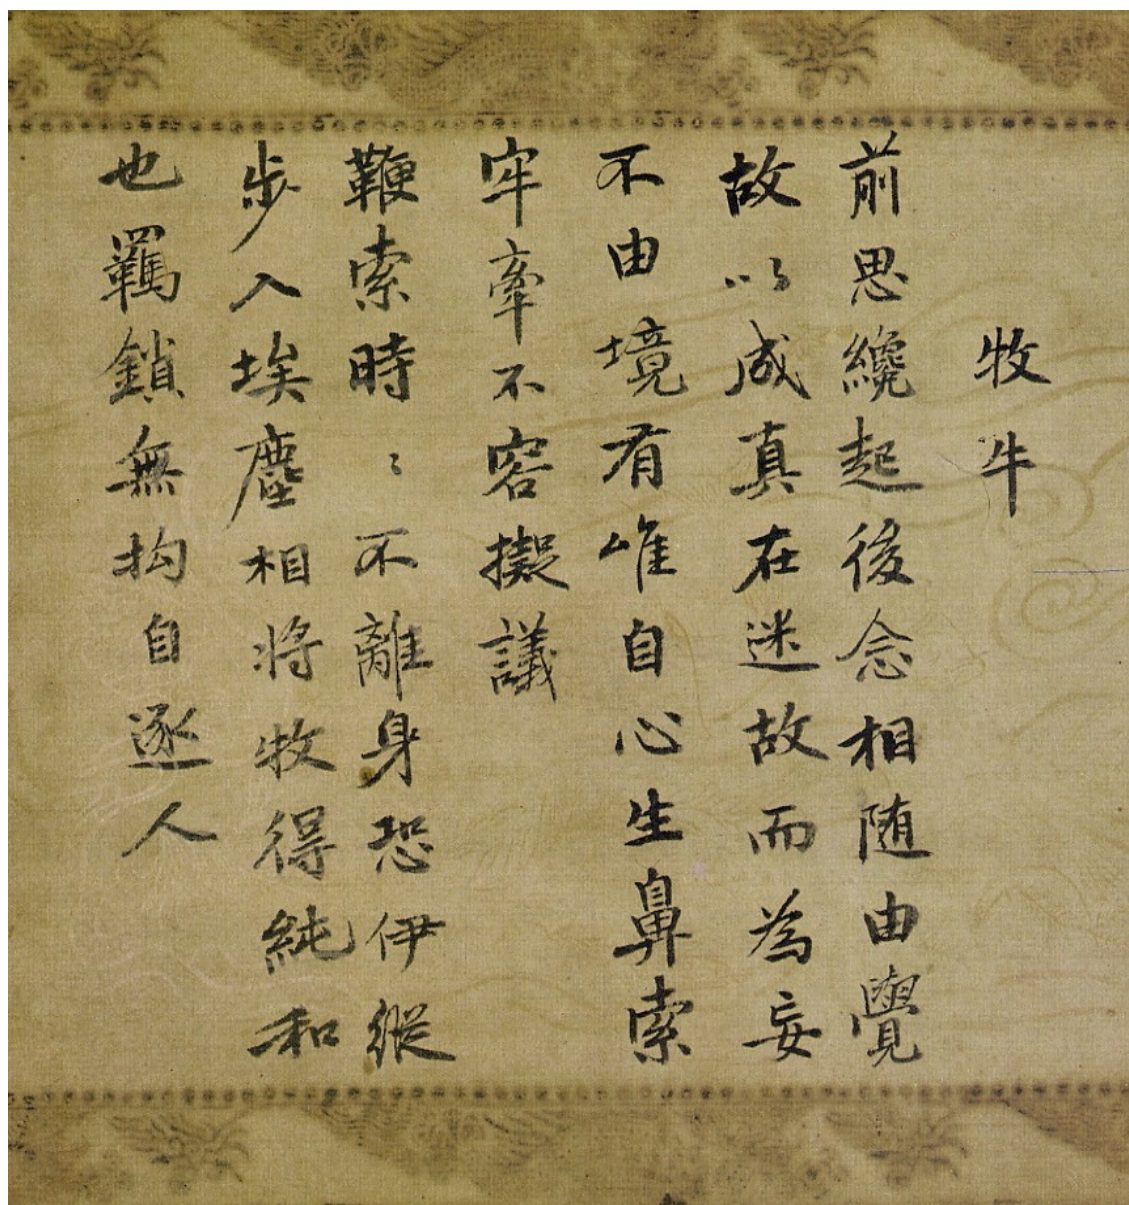 牧牛
前思纔起後念相随由覺
故以成真在迷故而為妄
不由境有唯自心生鼻索
牢牽不容擬議
鞭索時〻不離身恐伊縱
步入埃塵相將牧得純和
也羈鎖無拘自逐人